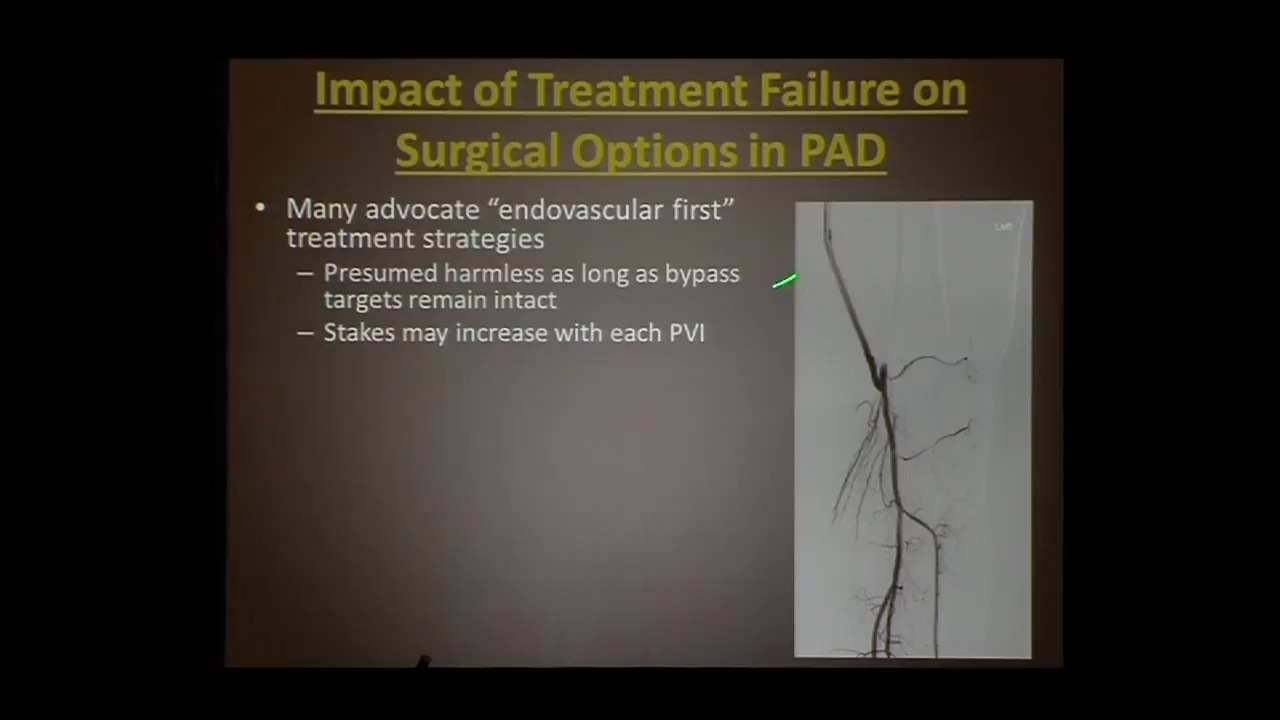 Impact of Treatment Failure on
Surgical Options in PAD
• Many advocate “endovascular first”
treatment strategies
– Presumed harmless as long as bypass
targets remain intact
– Stakes may increase with each PVI
Left